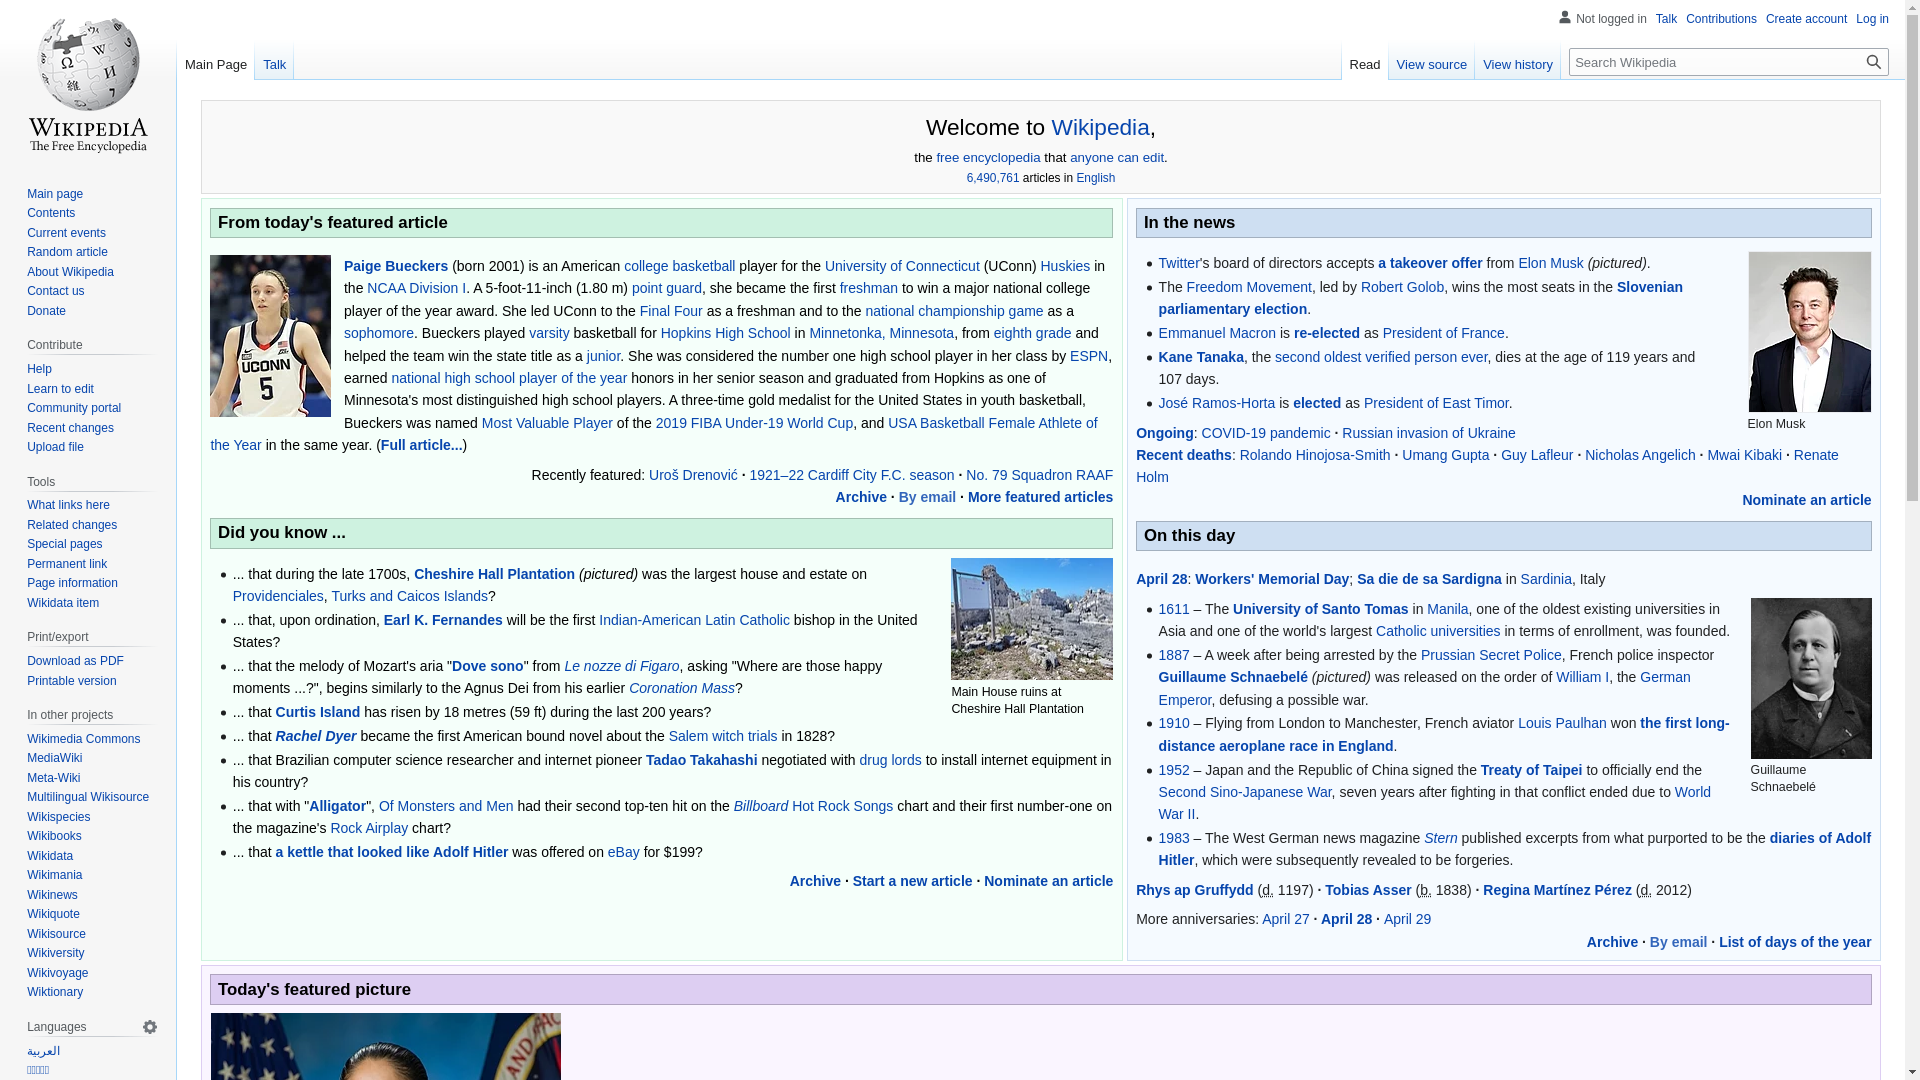 Not logged in Talk Contributions Create account Log in
Main Page Talk Read View source View history Search Wikipedia
WIKIPEDIA
The Free Encyclopedia
Main page
Contents
Current events
Random article
About Wikipedia
Contact us
Donate
Contribute
Help
Learn to edit
Community portal
Recent changes
Upload file
Tools
What links here
Related changes
Special pages
Permanent link
Page information
Wikidata item
Print/export
Download as PDF
Printable version
In other projects
Wikimedia Commons
MediaWiki
Meta-Wiki
Multilingual Wikisource
Wikispecies
Wikibooks
Wikidata
Wikimania
Wikinews
Wikiquote
Wikisource
Wikiversity
Wikivoyage
Wiktionary
Languages
العربية
Welcome to Wikipedia,
the free encyclopedia that anyone can edit.
6,490,761 articles in English
From today's featured article
UCONN
5
Paige Bueckers (born 2001) is an American college basketball player for the University of Connecticut (UConn) Huskies in
the NCAA Division I. A 5-foot-11-inch (1.80 m) point guard, she became the first freshman to win a major national college
player of the year award. She led UConn to the Final Four as a freshman and to the national championship game as a
sophomore. Bueckers played varsity basketball for Hopkins High School in Minnetonka, Minnesota, from eighth grade and
helped the team win the state title as a junior. She was considered the number one high school player in her class by ESPN,
earned national high school player of the year honors in her senior season and graduated from Hopkins as one of
Minnesota's most distinguished high school players. A three-time gold medalist for the United States in youth basketball,
Bueckers was named Most Valuable Player of the 2019 FIBA Under-19 World Cup, and USA Basketball Female Athlete of
the Year in the same year. (Full article...)
Recently featured: Uroš Drenović · 1921–22 Cardiff City F.C. season · No. 79 Squadron RAAF
Archive · By email · More featured articles
Did you know ...
... that during the late 1700s, Cheshire Hall Plantation (pictured) was the largest house and estate on
Providenciales, Turks and Caicos Islands?
... that, upon ordination, Earl K. Fernandes will be the first Indian-American Latin Catholic bishop in the United
States?
... that the melody of Mozart's aria "Dove sono" from Le nozze di Figaro, asking "Where are those happy
moments ...?", begins similarly to the Agnus Dei from his earlier Coronation Mass?
... that Curtis Island has risen by 18 metres (59 ft) during the last 200 years?
... that Rachel Dyer became the first American bound novel about the Salem witch trials in 1828?
... that Brazilian computer science researcher and internet pioneer Tadao Takahashi negotiated with drug lords to install internet equipment in
his country?
... that with "Alligator", Of Monsters and Men had their second top-ten hit on the Billboard Hot Rock Songs chart and their first number-one on
the magazine's Rock Airplay chart?
... that a kettle that looked like Adolf Hitler was offered on eBay for $199?
Main House ruins at
Cheshire Hall Plantation
Archive · Start a new article · Nominate an article
In the news
Twitter's board of directors accepts a takeover offer from Elon Musk (pictured).
The Freedom Movement, led by Robert Golob, wins the most seats in the Slovenian
parliamentary election.
Emmanuel Macron is re-elected as President of France.
Kane Tanaka, the second oldest verified person ever, dies at the age of 119 years and
107 days.
José Ramos-Horta is elected as President of East Timor.
Elon Musk
Ongoing: COVID-19 pandemic · Russian invasion of Ukraine
Recent deaths: Rolando Hinojosa-Smith · Umang Gupta · Guy Lafleur · Nicholas Angelich · Mwai Kibaki · Renate
Holm
Nominate an article
On this day
April 28: Workers' Memorial Day; Sa die de sa Sardigna in Sardinia, Italy
1611 – The University of Santo Tomas in Manila, one of the oldest existing universities in
Asia and one of the world's largest Catholic universities in terms of enrollment, was founded.
1887 – A week after being arrested by the Prussian Secret Police, French police inspector
Guillaume Schnaebelé (pictured) was released on the order of William I, the German
Emperor, defusing a possible war.
1910 – Flying from London to Manchester, French aviator Louis Paulhan won the first long-
distance aeroplane race in England.
1952 – Japan and the Republic of China signed the Treaty of Taipei to officially end the
Second Sino-Japanese War, seven years after fighting in that conflict ended due to World
War II.
1983 – The West German news magazine Stern published excerpts from what purported to be the diaries of Adolf
Hitler, which were subsequently revealed to be forgeries.
Guillaume
Schnaebelé
Rhys ap Gruffydd (d. 1197) · Tobias Asser (b. 1838) · Regina Martínez Pérez (d. 2012)
More anniversaries: April 27 · April 28 · April 29
Archive · By email · List of days of the year
Today's featured picture